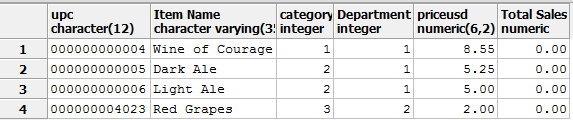 upc Item Name category Department priceusd Total Sales
character(12) character varying(35 integer integer numeric(6,2) numeric
1 000000000004 Wine of Courage 1 1 8.55 0.00
2 000000000005 Dark Ale 2 1 5.25 0.00
3 000000000006 Light Ale 2 1 5.00 0.00
4 000000004023 Red Grapes 3 2 2.00 0.00